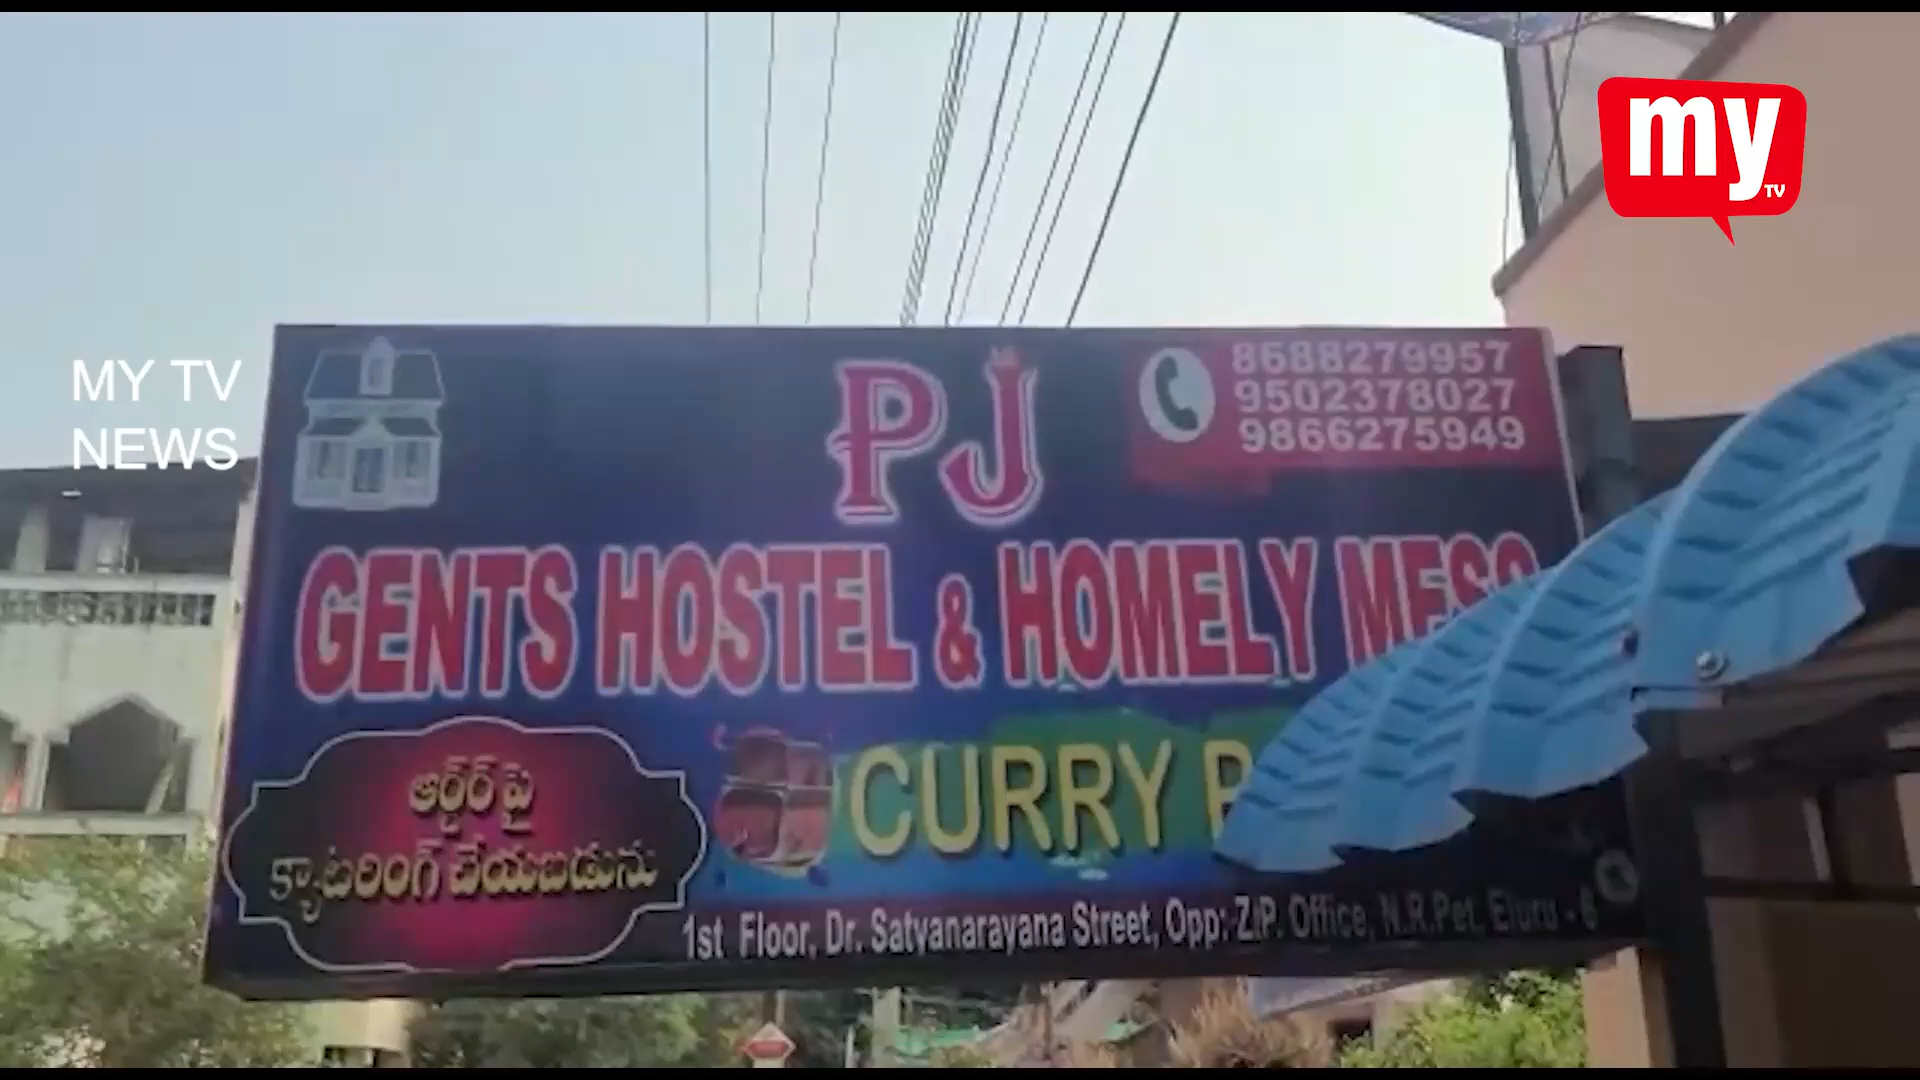 my
TV
MY TV
NEWS
PJ
8688279957
9502378027
9866275949
GENTS HOSTEL & HOMELY MESS
ఆర్డర్ పై
క్యాటరింగ్ చేయబడును
CURRY
1st Floor, Dr. Satyanarayana Street, Opp: Z.P. Office, N.R.Pet, Eluru - 6